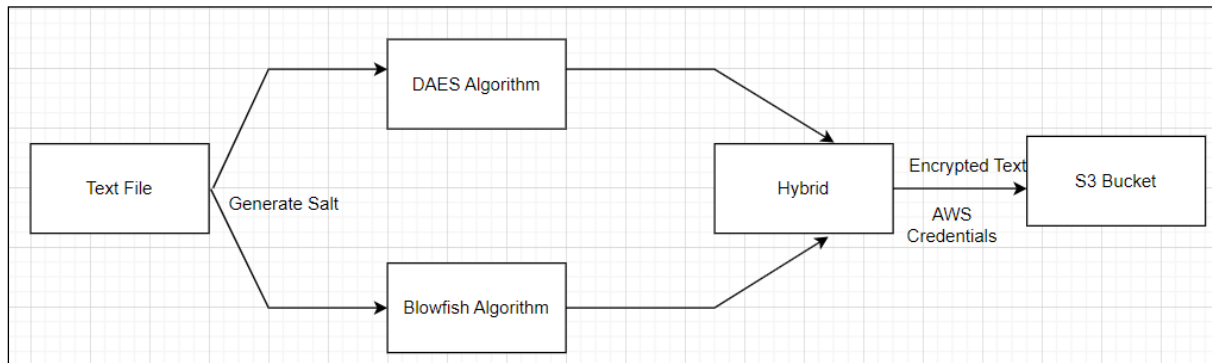 Text File
Generate Salt
DAES Algorithm
Blowfish Algorithm
Hybrid
Encrypted Text
AWS
Credentials
S3 Bucket